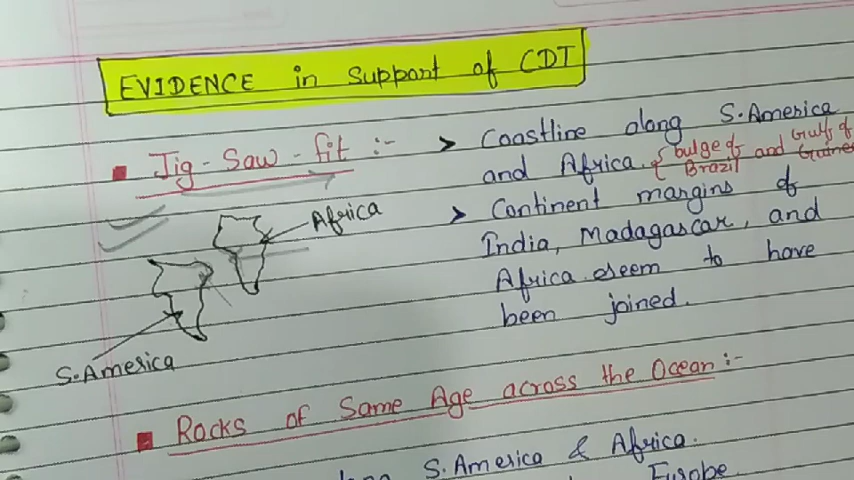 EVIDENCE in Support of CDT
Jig-Saw-fit :-
➤ Coastline along S.America
and Africa. { bulge of Brazil and Gulf of Guinea
➤ Continent margins of
India, Madagascar, and
Africa seem to have
been joined.
Africa
S.America
Rocks of Same Age across the Ocean :-
S.America & Africa.
Europe